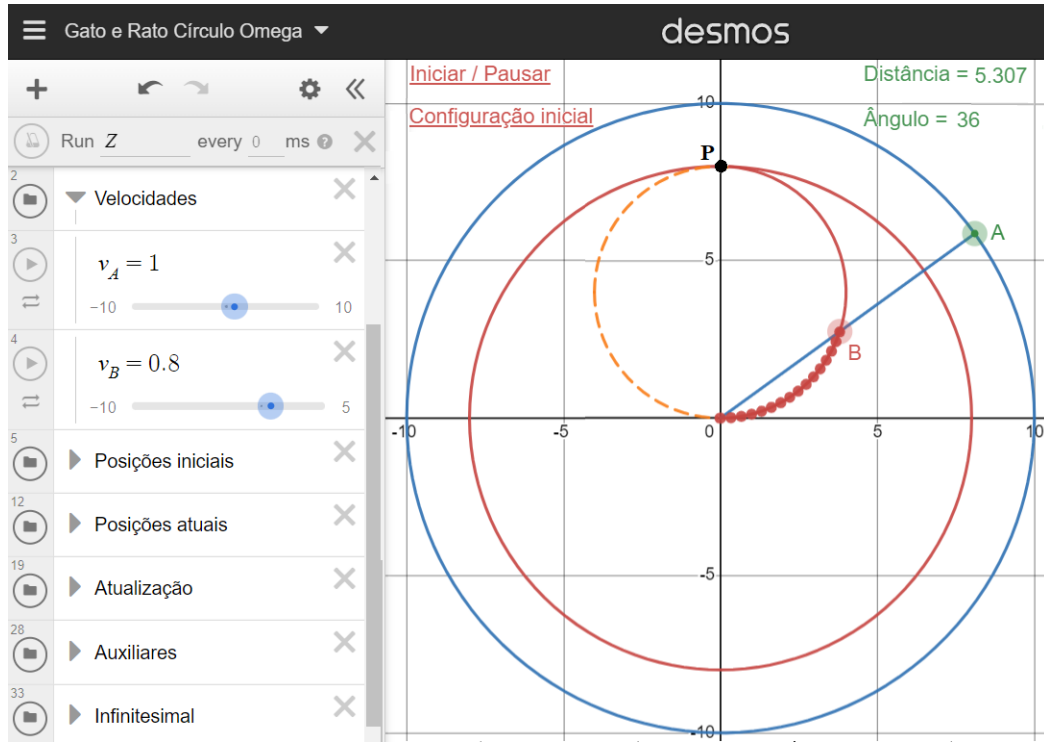 Gato e Rato Círculo Omega
desmos
Run Z every 0 ms
2
Velocidades
3
v_A = 1
-10
10
4
v_B = 0.8
-10
5
5
Posições iniciais
12
Posições atuais
19
Atualização
28
Auxiliares
33
Infinitesimal
Iniciar / Pausar
Distância = 5.307
Configuração inicial
10
Ângulo = 36
P
A
5
B
-10
-5
0
5
10
-5
-10